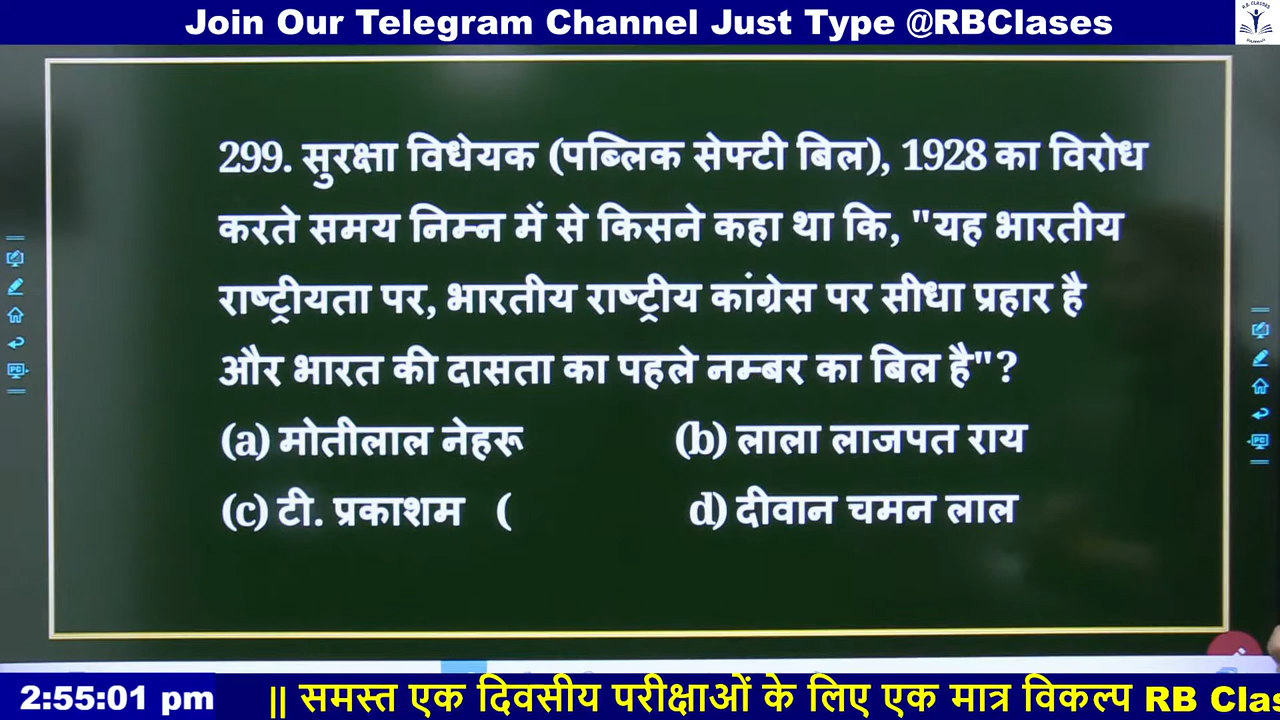 Join Our Telegram Channel Just Type @RBClases
299. सुरक्षा विधेयक (पब्लिक सेफ्टी बिल), 1928 का विरोध
करते समय निम्न में से किसने कहा था कि, "यह भारतीय
राष्ट्रीयता पर, भारतीय राष्ट्रीय कांग्रेस पर सीधा प्रहार है
और भारत की दासता का पहले नम्बर का बिल है"?
(a) मोतीलाल नेहरू (b) लाला लाजपत राय
(c) टी. प्रकाशम ( d) दीवान चमन लाल
2:55:01 pm || समस्त एक दिवसीय परीक्षाओं के लिए एक मात्र विकल्प RB Clas